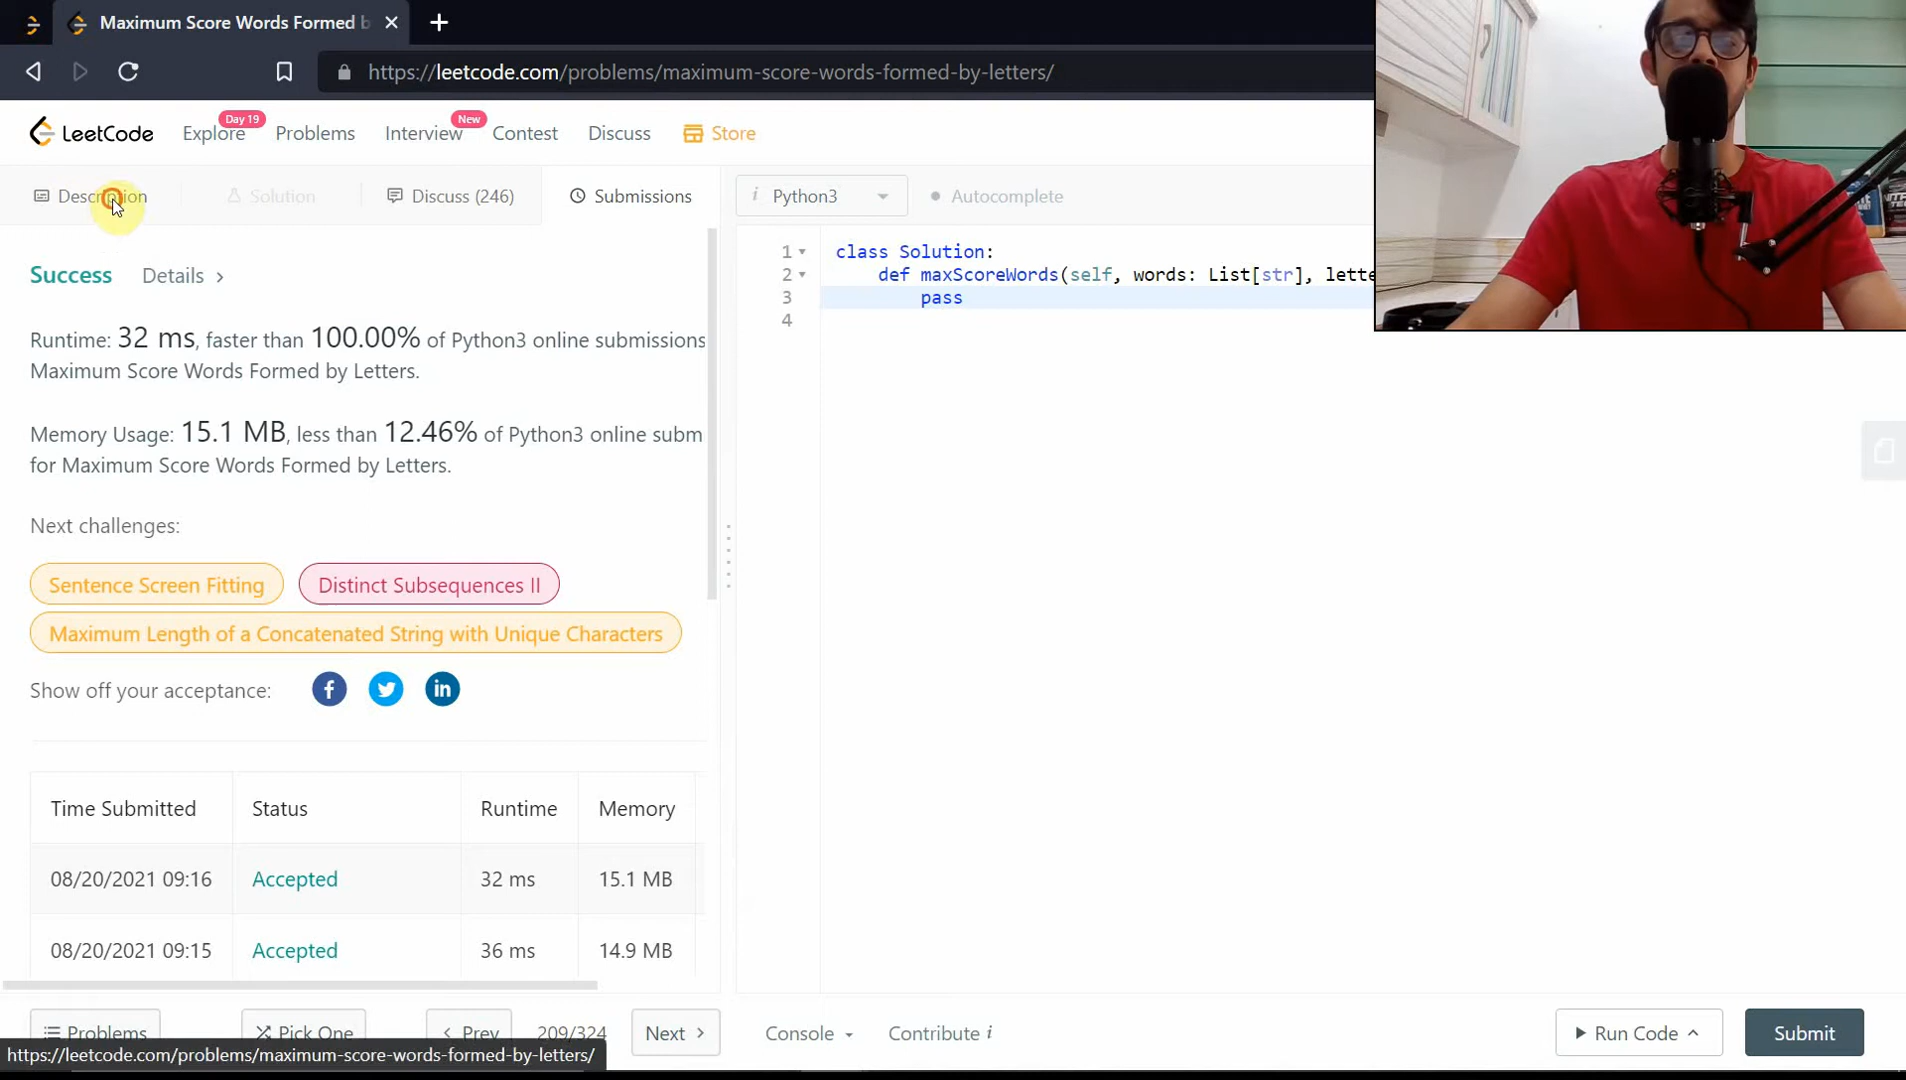 Maximum Score Words Formed b
https://leetcode.com/problems/maximum-score-words-formed-by-letters/
LeetCode
Explore
Day 19
Problems
Interview
New
Contest
Discuss
Store
Description
Solution
Discuss (246)
Submissions
Success
Details
Runtime: 32 ms, faster than 100.00% of Python3 online submissions
Maximum Score Words Formed by Letters.
Memory Usage: 15.1 MB, less than 12.46% of Python3 online subm
for Maximum Score Words Formed by Letters.
Next challenges:
Sentence Screen Fitting
Distinct Subsequences II
Maximum Length of a Concatenated String with Unique Characters
Show off your acceptance:
Time Submitted Status Runtime Memory
08/20/2021 09:16 Accepted 32 ms 15.1 MB
08/20/2021 09:15 Accepted 36 ms 14.9 MB
i Python3
Autocomplete
1 class Solution:
2 def maxScoreWords(self, words: List[str], lette
3 pass
4
Problems
Pick One
Prev
209/324
Next
Console
Contribute i
Run Code
Submit
https://leetcode.com/problems/maximum-score-words-formed-by-letters/